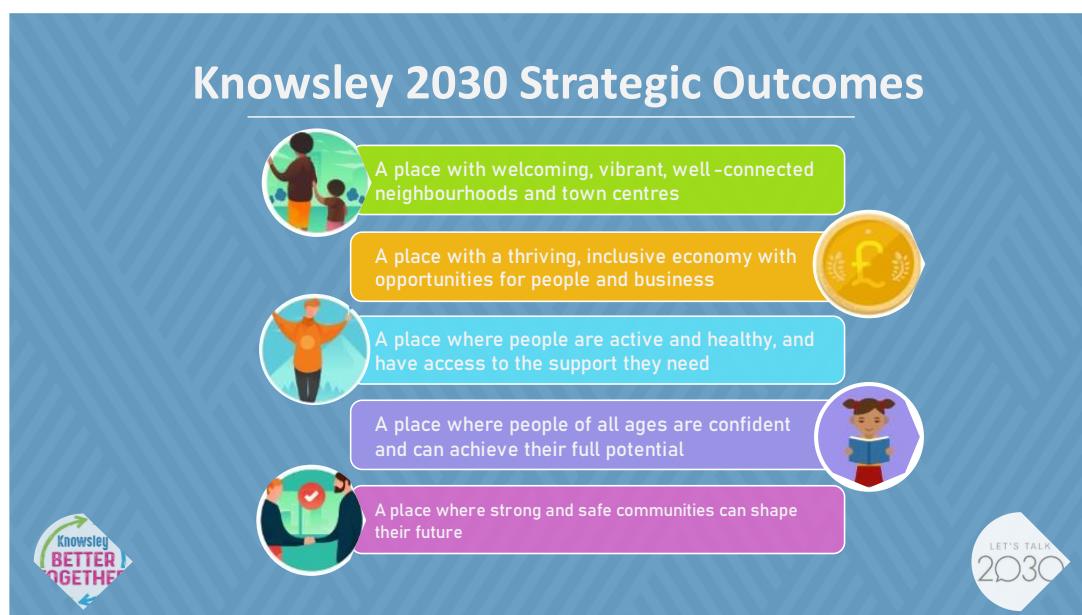 Knowsley 2030 Strategic Outcomes
A place with welcoming, vibrant, well-connected
neighbourhoods and town centres
A place with a thriving, inclusive economy with
opportunities for people and business
£
A place where people are active and healthy, and
have access to the support they need
A place where people of all ages are confident
and can achieve their full potential
A place where strong and safe communities can shape
their future
Knowsley
BETTER
OGETHE
LET'S TALK
2030